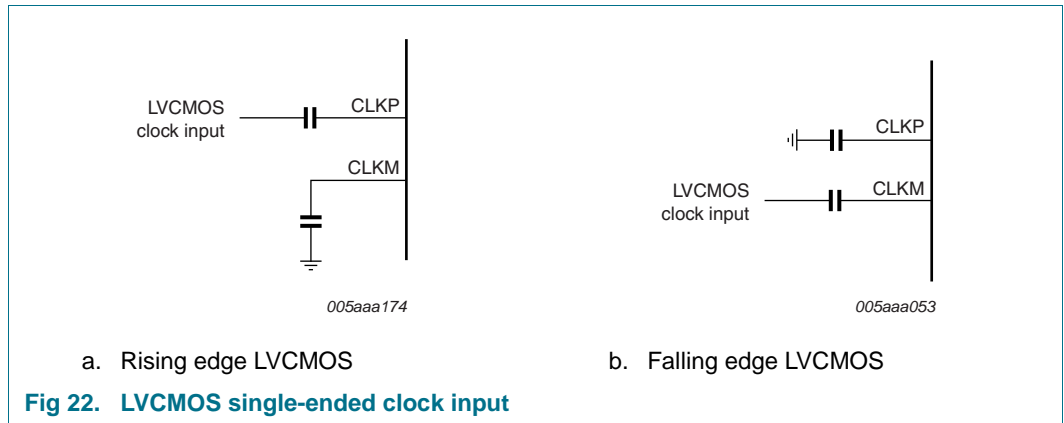 LVCMOS
clock input
CLKP
CLKM
005aaa174
a. Rising edge LVCMOS
CLKP
LVCMOS
clock input
CLKM
005aaa053
b. Falling edge LVCMOS
Fig 22. LVCMOS single-ended clock input